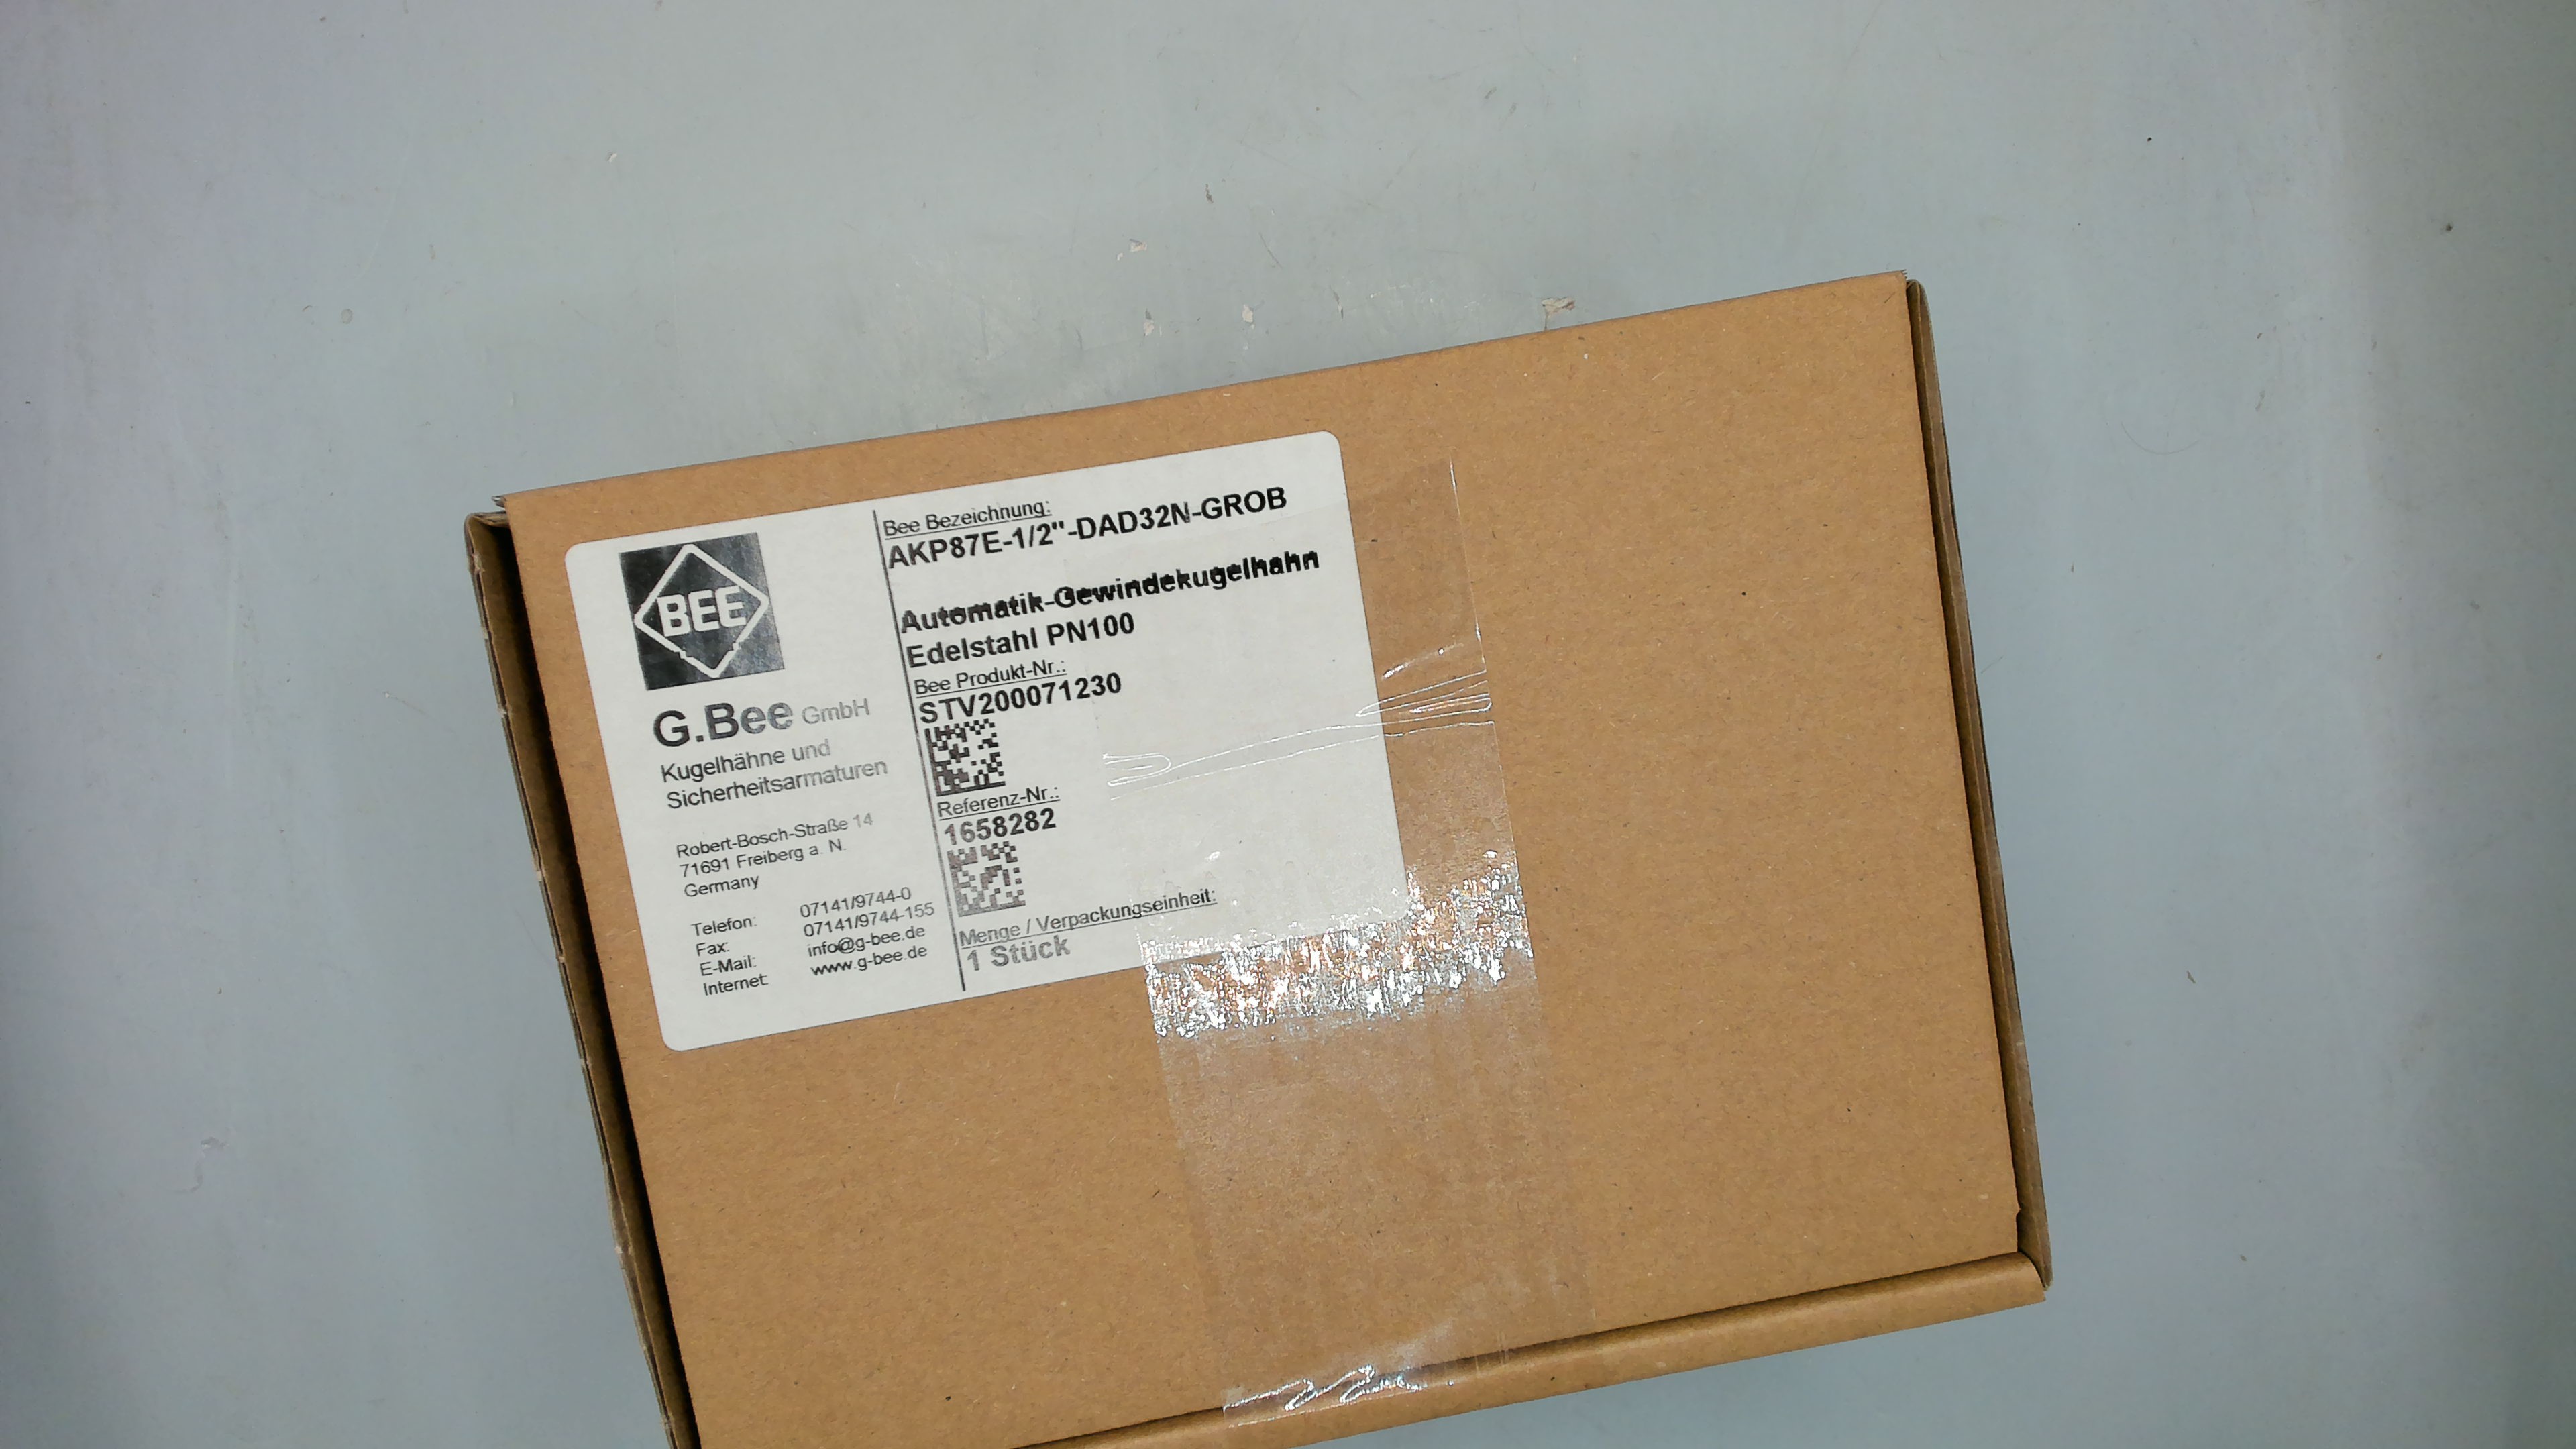 BEE
G.Bee GmbH
Kugelhähne und
Sicherheitsarmaturen
Robert-Bosch-Straße 14
71691 Freiberg a. N.
Germany
Telefon: 07141/9744-0
Fax: 07141/9744-155
E-Mail: info@g-bee.de
Internet: www.g-bee.de
Bee Bezeichnung:
AKP87E-1/2"-DAD32N-GROB
Automatik-Gewindekugelhahn
Edelstahl PN100
Bee Produkt-Nr.:
STV200071230
Referenz-Nr.:
1658282
Menge / Verpackungseinheit:
1 Stück